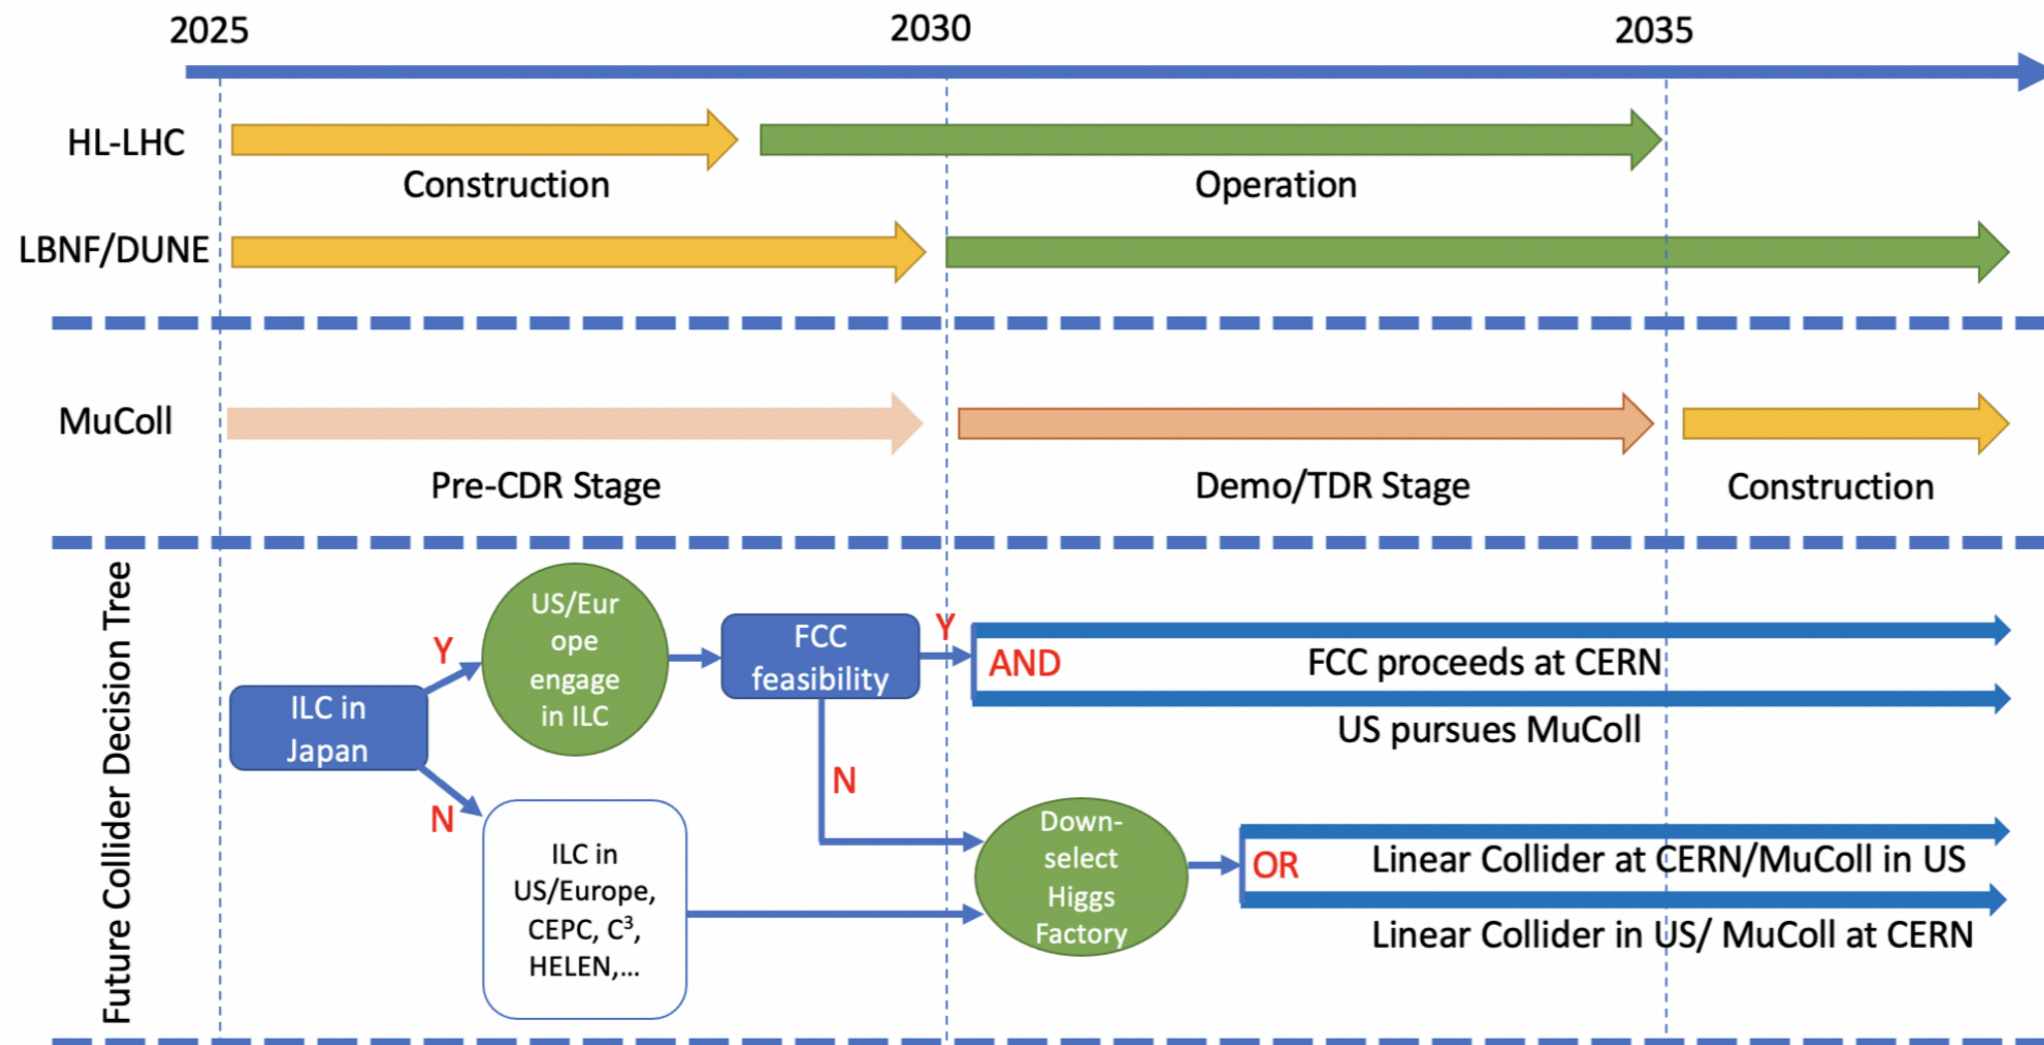 2025
2030
2035
HL-LHC
Construction
Operation
LBNF/DUNE
MuColl
Pre-CDR Stage
Demo/TDR Stage
Construction
Future Collider Decision Tree
ILC in
Japan
Y
N
US/Eur
ope
engage
in ILC
FCC
feasibility
Y
N
AND
FCC proceeds at CERN
US pursues MuColl
ILC in
US/Europe,
CEPC, C³,
HELEN,...
Down-
select
Higgs
Factory
OR
Linear Collider at CERN/MuColl in US
Linear Collider in US/ MuColl at CERN